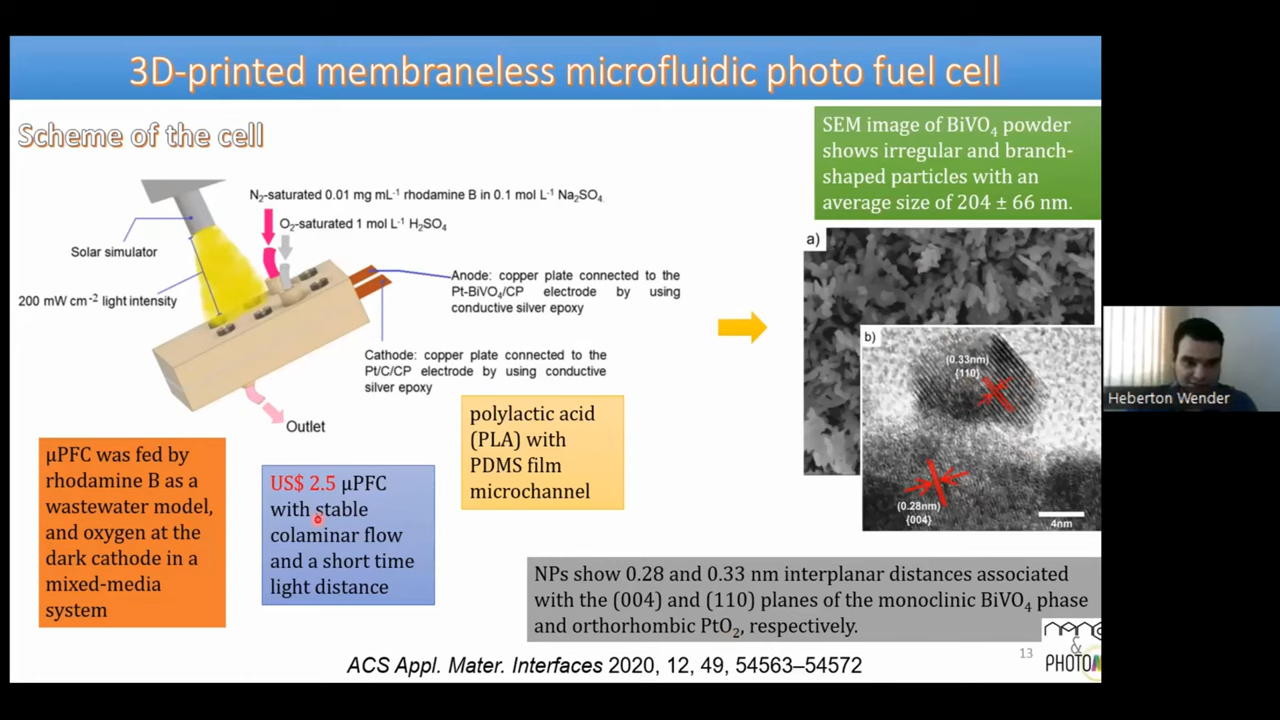 3D-printed membraneless microfluidic photo fuel cell
Scheme of the cell
N₂-saturated 0.01 mg mL⁻¹ rhodamine B in 0.1 mol L⁻¹ Na₂SO₄.
O₂-saturated 1 mol L⁻¹ H₂SO₄
Solar simulator
200 mW cm⁻² light intensity
Anode: copper plate connected to the
Pt-BiVO₄/CP electrode by using
conductive silver epoxy
Cathode: copper plate connected to the
Pt/C/CP electrode by using conductive
silver epoxy
Outlet
SEM image of BiVO₄ powder
shows irregular and branch-
shaped particles with an
average size of 204 ± 66 nm.
a)
b)
(0.33nm)
{110}
(0.28nm)
{004}
4nm
Heberton Wender
μPFC was fed by
rhodamine B as a
wastewater model,
and oxygen at the
dark cathode in a
mixed-media
system
US$ 2.5 μPFC
with stable
colaminar flow
and a short time
light distance
polylactic acid
(PLA) with
PDMS film
microchannel
NPs show 0.28 and 0.33 nm interplanar distances associated
with the (004) and (110) planes of the monoclinic BiVO₄ phase
and orthorhombic PtO₂, respectively.
ACS Appl. Mater. Interfaces 2020, 12, 49, 54563–54572
13
NANO
&
PHOTON